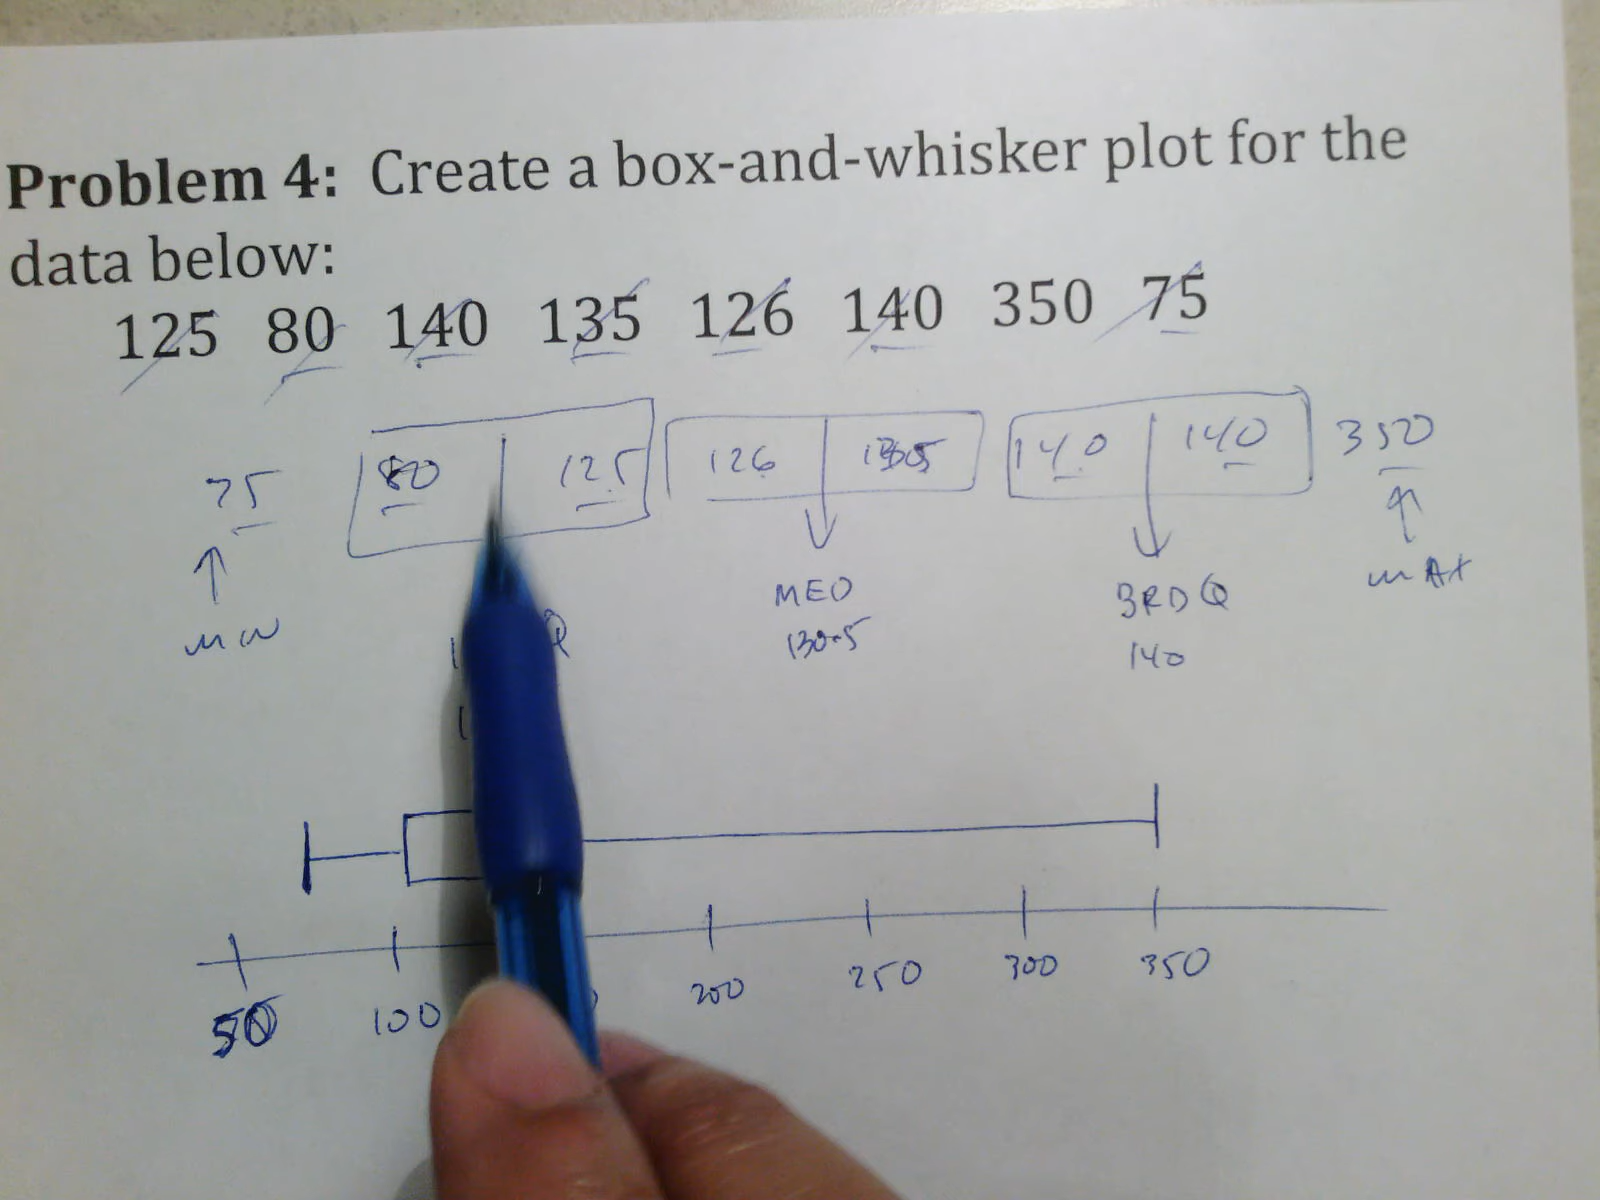 Problem 4: Create a box-and-whisker plot for the
data below:
125 80 140 135 126 140 350 75
75 80 125 126 135 140 140 350
MIN MED 3RD Q MAX
130.5 140
50 100 200 250 300 350